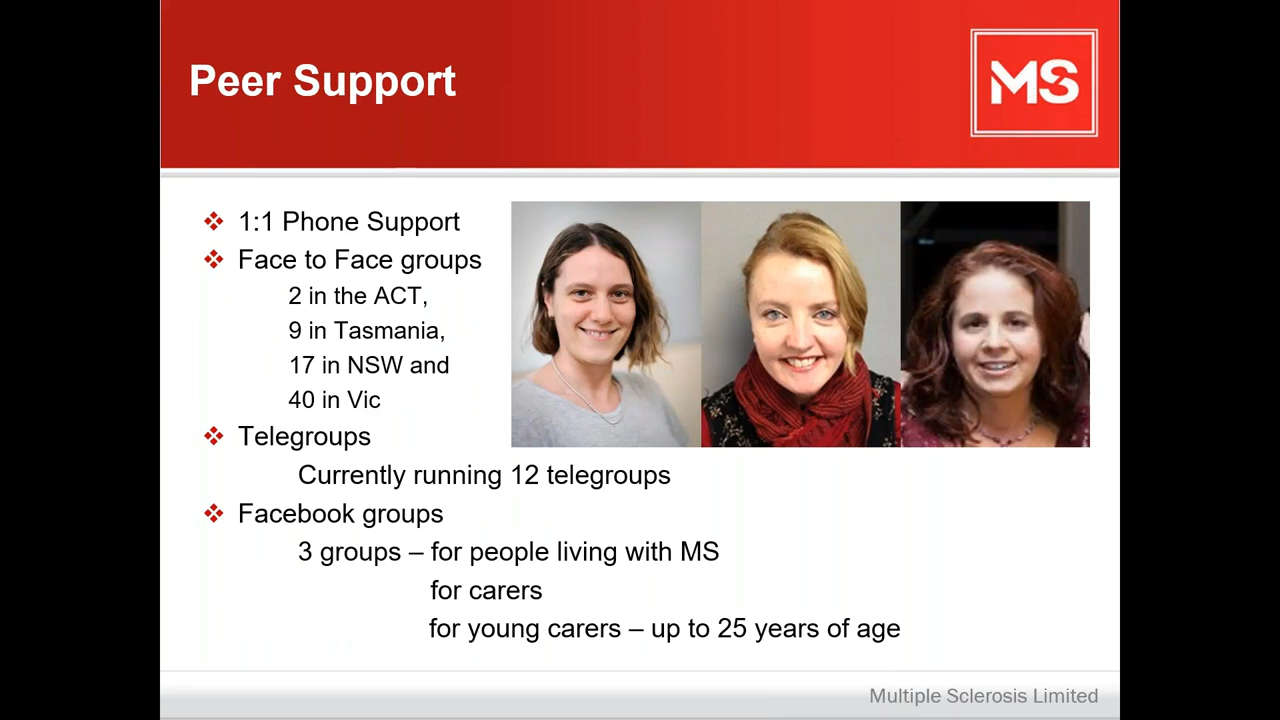 Peer Support
MS
1:1 Phone Support
Face to Face groups
2 in the ACT,
9 in Tasmania,
17 in NSW and
40 in Vic
Telegroups
Currently running 12 telegroups
Facebook groups
3 groups – for people living with MS
for carers
for young carers – up to 25 years of age
Multiple Sclerosis Limited